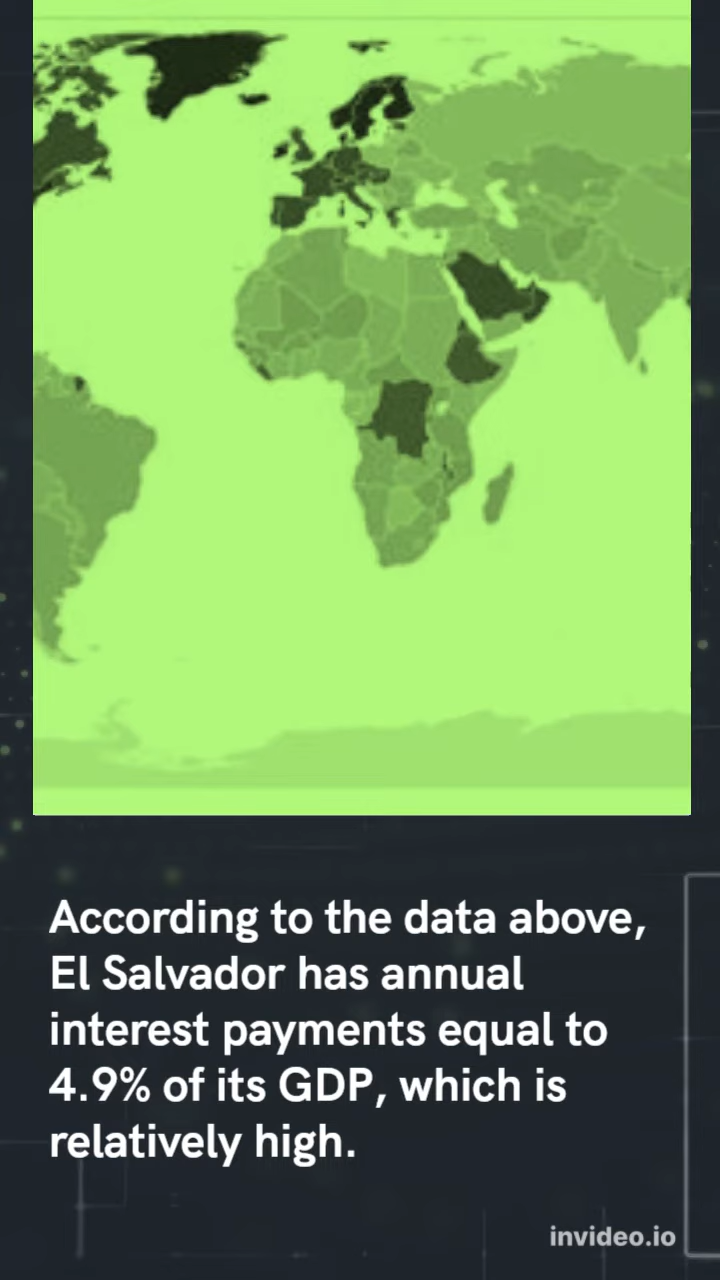 According to the data above,
El Salvador has annual
interest payments equal to
4.9% of its GDP, which is
relatively high.
invideo.io